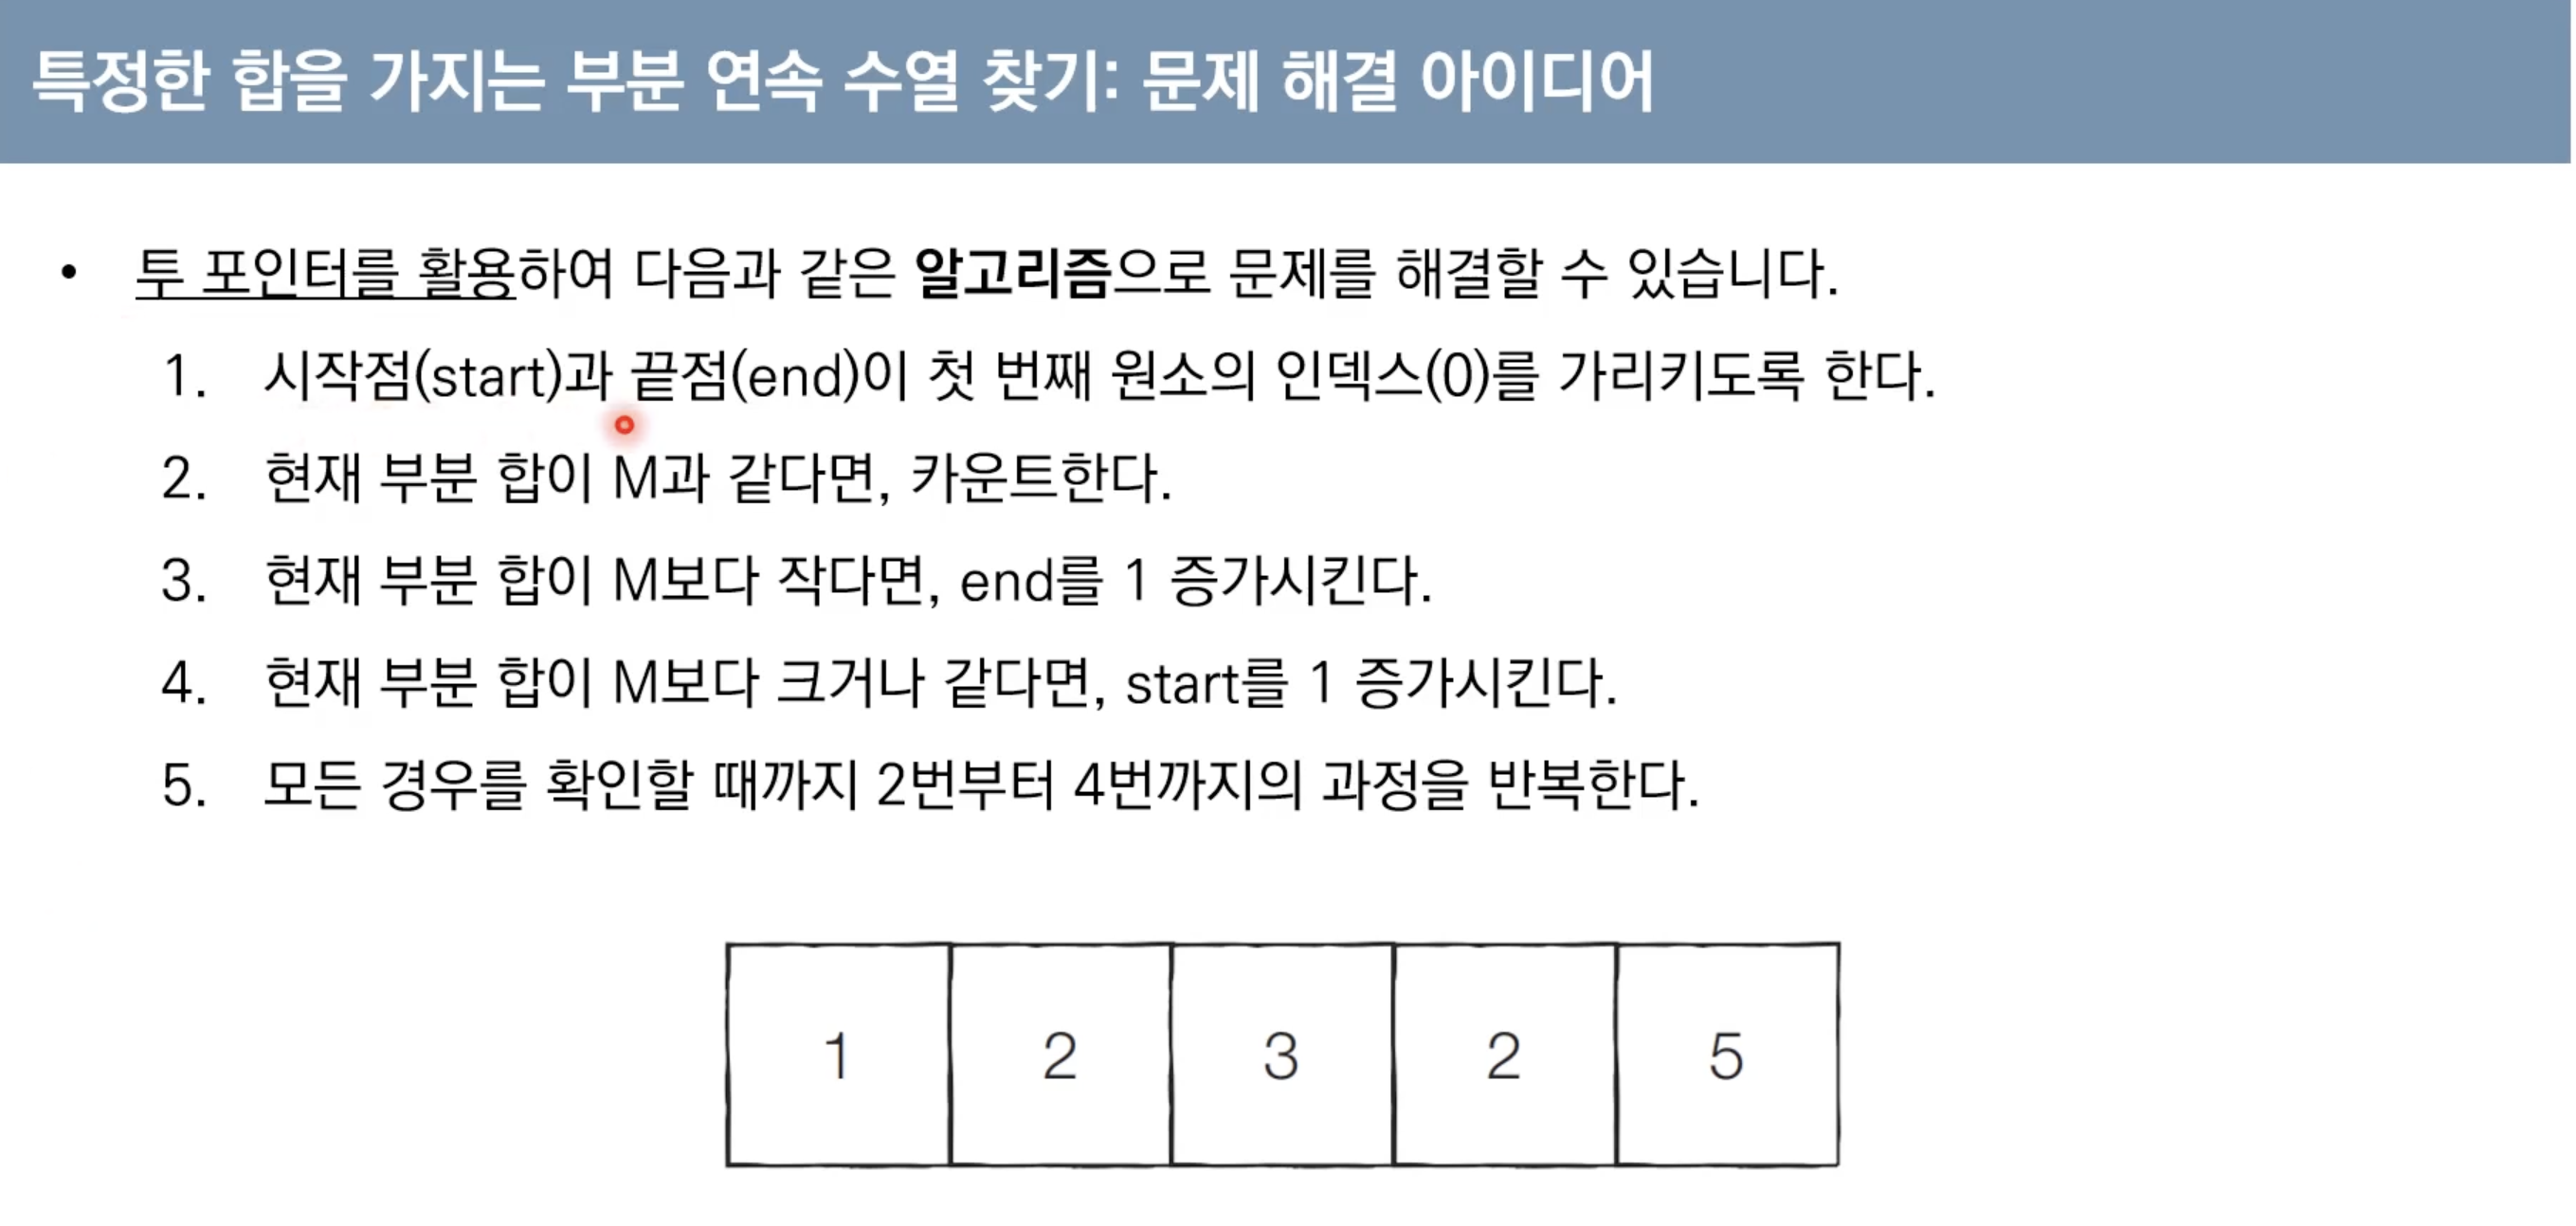 특정한 합을 가지는 부분 연속 수열 찾기: 문제 해결 아이디어
• 투 포인터를 활용하여 다음과 같은 알고리즘으로 문제를 해결할 수 있습니다.
1. 시작점(start)과 끝점(end)이 첫 번째 원소의 인덱스(0)를 가리키도록 한다.
2. 현재 부분 합이 M과 같다면, 카운트한다.
3. 현재 부분 합이 M보다 작다면, end를 1 증가시킨다.
4. 현재 부분 합이 M보다 크거나 같다면, start를 1 증가시킨다.
5. 모든 경우를 확인할 때까지 2번부터 4번까지의 과정을 반복한다.
1 2 3 2 5